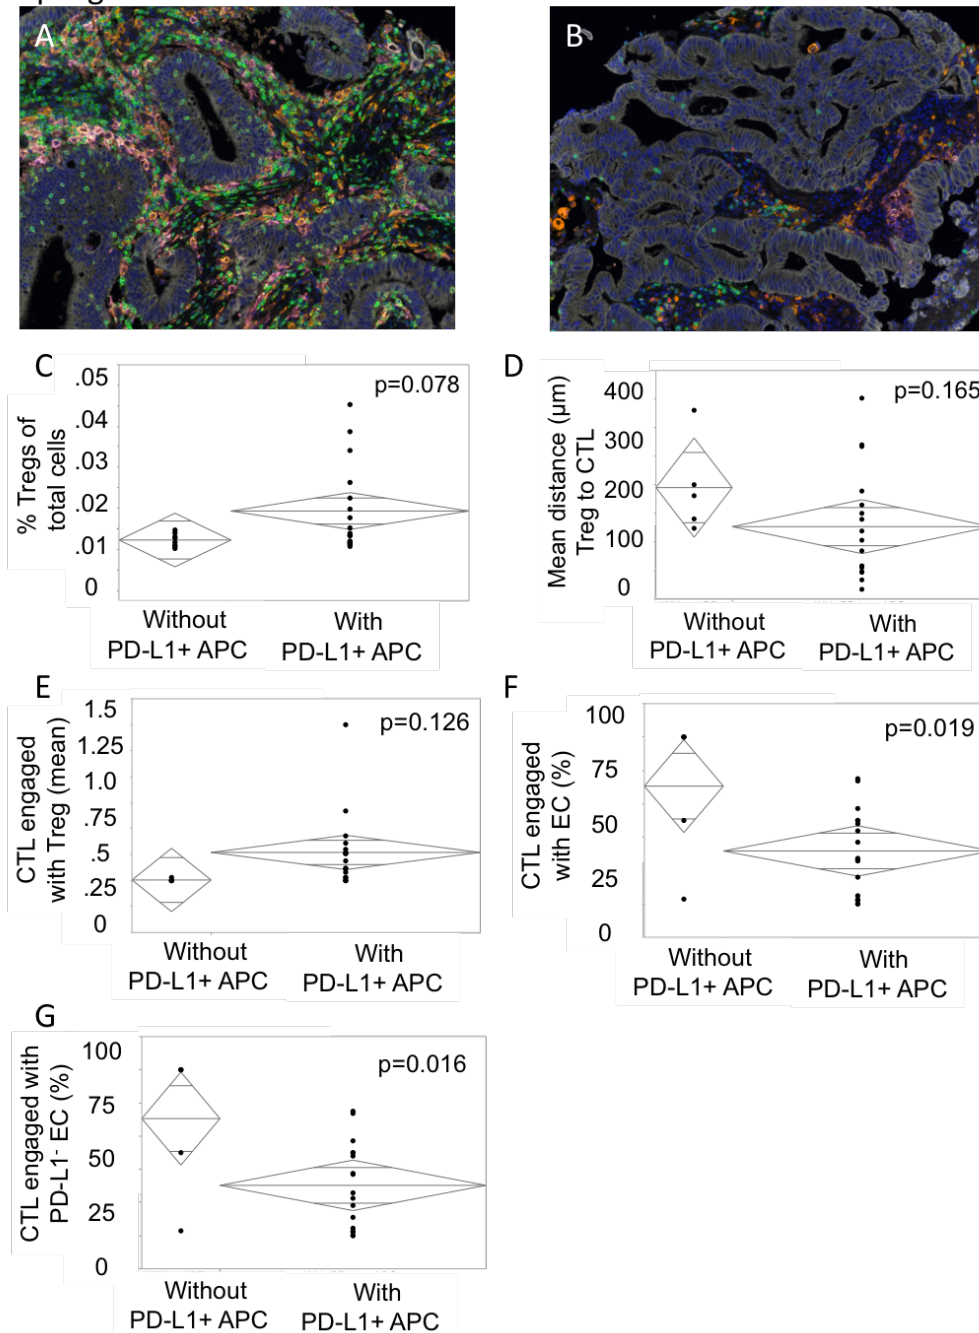 A
B
C
.05
.04
.03
.02
.01
0
% Tregs of
total cells
p=0.078
Without
PD-L1+ APC
With
PD-L1+ APC
D
400
300
200
100
0
Mean distance (µm)
Treg to CTL
p=0.165
Without
PD-L1+ APC
With
PD-L1+ APC
E
1.5
1.25
1.0
.75
.5
.25
0
CTL engaged
with Treg (mean)
p=0.126
Without
PD-L1+ APC
With
PD-L1+ APC
F
100
75
50
25
0
CTL engaged
with EC (%)
p=0.019
Without
PD-L1+ APC
With
PD-L1+ APC
G
100
75
50
25
0
CTL engaged with
PD-L1⁻ EC (%)
p=0.016
Without
PD-L1+ APC
With
PD-L1+ APC